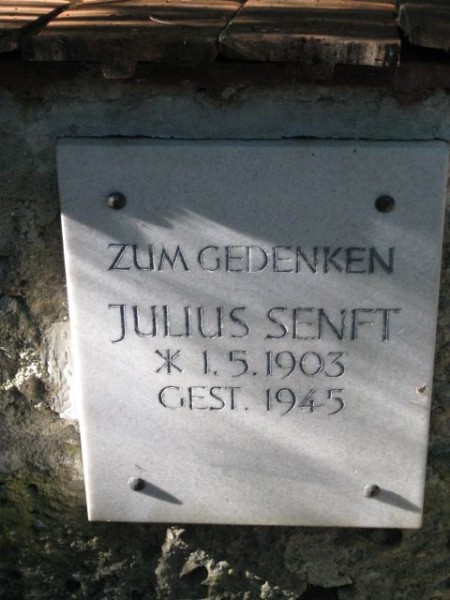 ZUM GEDENKEN
JULIUS SENFT
* 1.5.1903
GEST. 1945